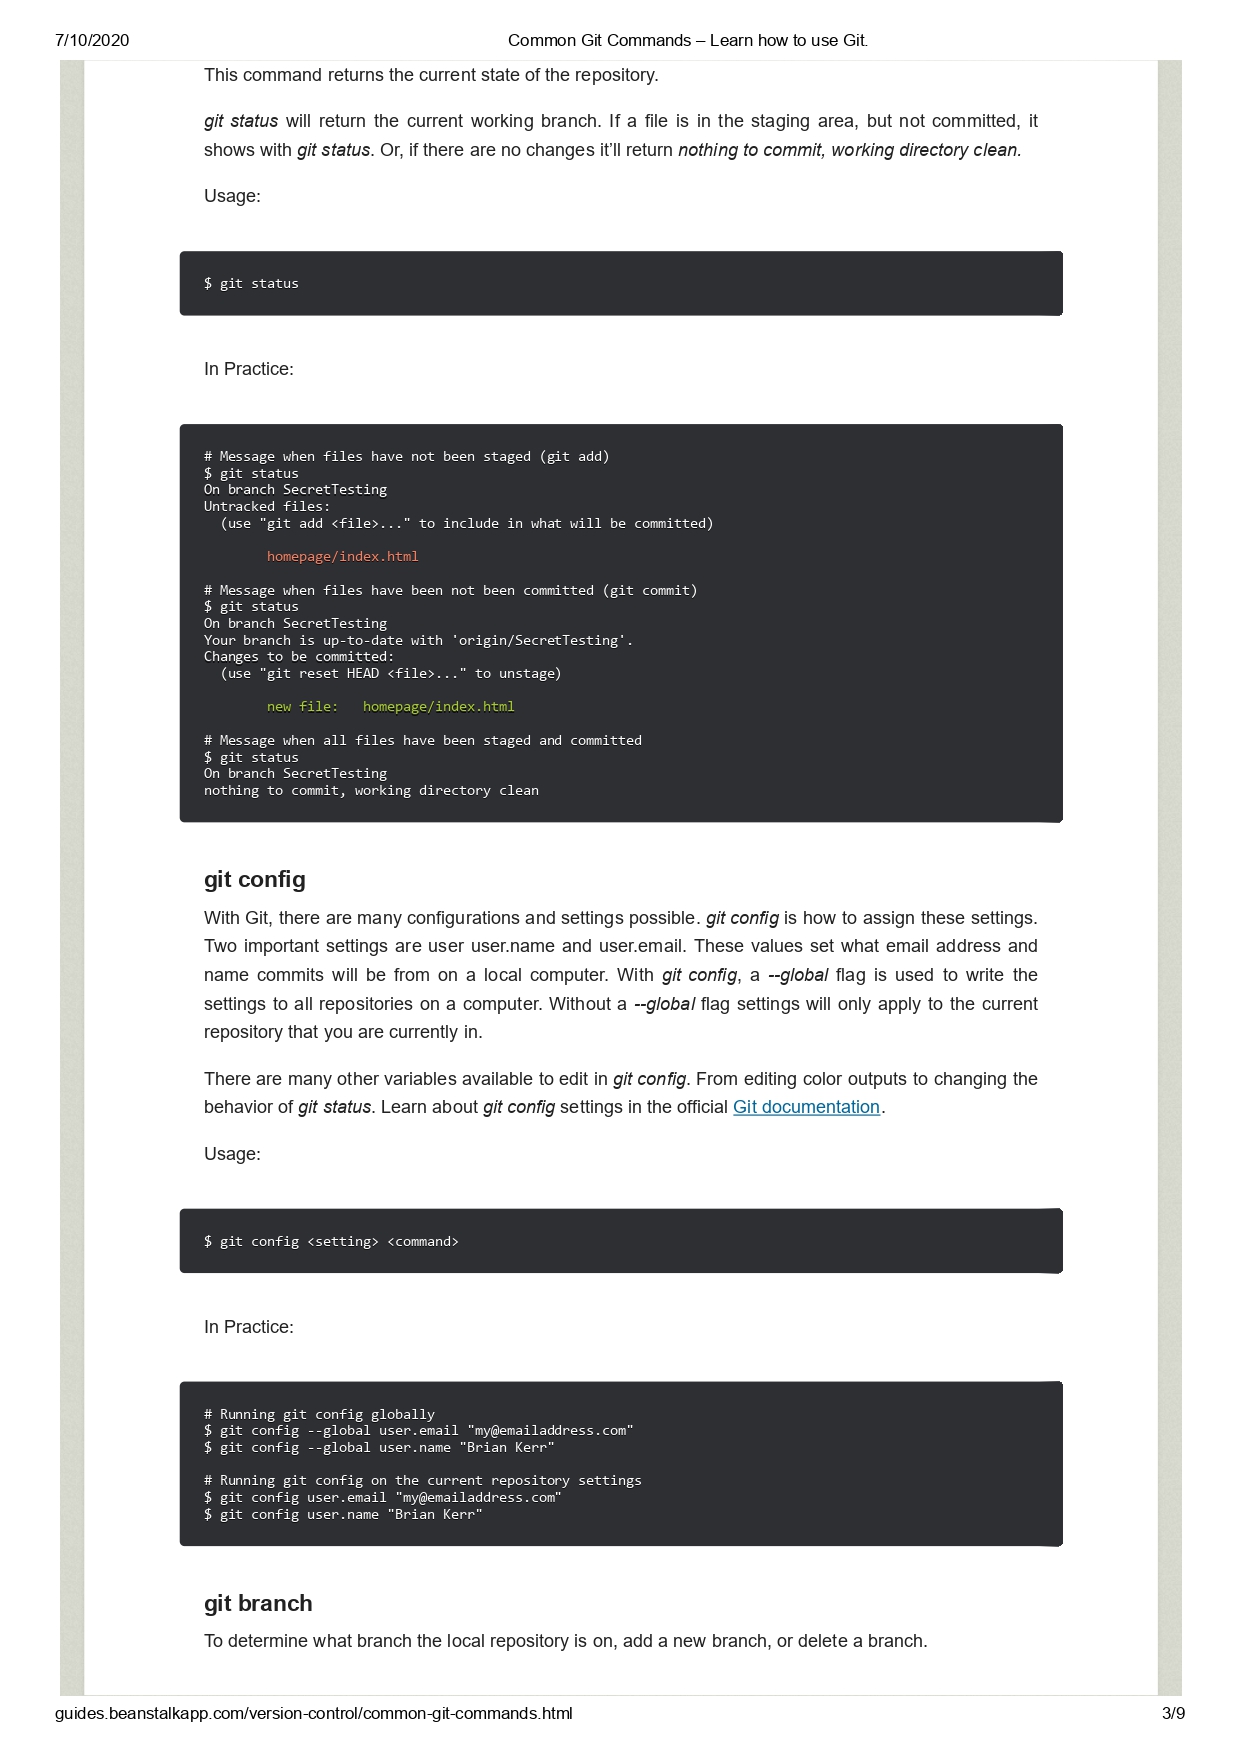 7/10/2020
Common Git Commands – Learn how to use Git.
This command returns the current state of the repository.
git status will return the current working branch. If a file is in the staging area, but not committed, it
shows with git status. Or, if there are no changes it’ll return nothing to commit, working directory clean.
Usage:
$ git status
In Practice:
# Message when files have not been staged (git add)
$ git status
On branch SecretTesting
Untracked files:
  (use "git add <file>..." to include in what will be committed)
        homepage/index.html
# Message when files have been not been committed (git commit)
$ git status
On branch SecretTesting
Your branch is up-to-date with 'origin/SecretTesting'.
Changes to be committed:
  (use "git reset HEAD <file>..." to unstage)
        new file:   homepage/index.html
# Message when all files have been staged and committed
$ git status
On branch SecretTesting
nothing to commit, working directory clean
git config
With Git, there are many configurations and settings possible. git config is how to assign these settings.
Two important settings are user user.name and user.email. These values set what email address and
name commits will be from on a local computer. With git config, a --global flag is used to write the
settings to all repositories on a computer. Without a --global flag settings will only apply to the current
repository that you are currently in.
There are many other variables available to edit in git config. From editing color outputs to changing the
behavior of git status. Learn about git config settings in the official Git documentation.
Usage:
$ git config <setting> <command>
In Practice:
# Running git config globally
$ git config --global user.email "my@emailaddress.com"
$ git config --global user.name "Brian Kerr"
# Running git config on the current repository settings
$ git config user.email "my@emailaddress.com"
$ git config user.name "Brian Kerr"
git branch
To determine what branch the local repository is on, add a new branch, or delete a branch.
guides.beanstalkapp.com/version-control/common-git-commands.html
3/9